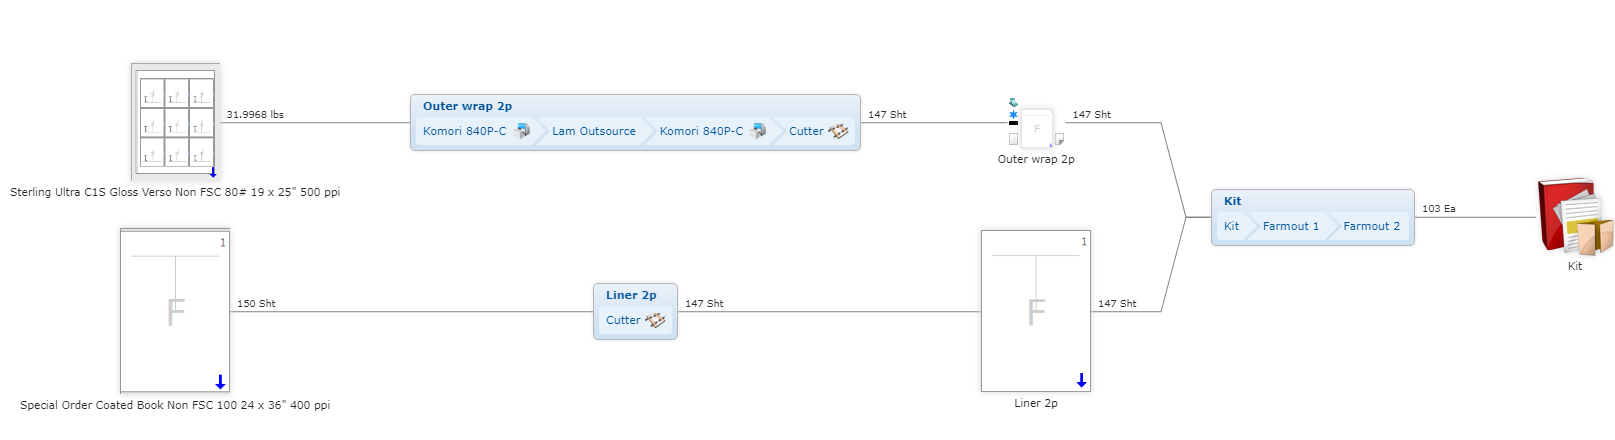 31.9968 lbs
Outer wrap 2p
Komori 840P-C
Lam Outsource
Komori 840P-C
Cutter
147 Sht
F
147 Sht
Outer wrap 2p
Sterling Ultra C1S Gloss Verso Non FSC 80# 19 x 25" 500 ppi
Kit
Kit
Farmout 1
Farmout 2
103 Ea
Kit
1
F
150 Sht
Liner 2p
Cutter
147 Sht
1
F
147 Sht
Special Order Coated Book Non FSC 100 24 x 36" 400 ppi
Liner 2p